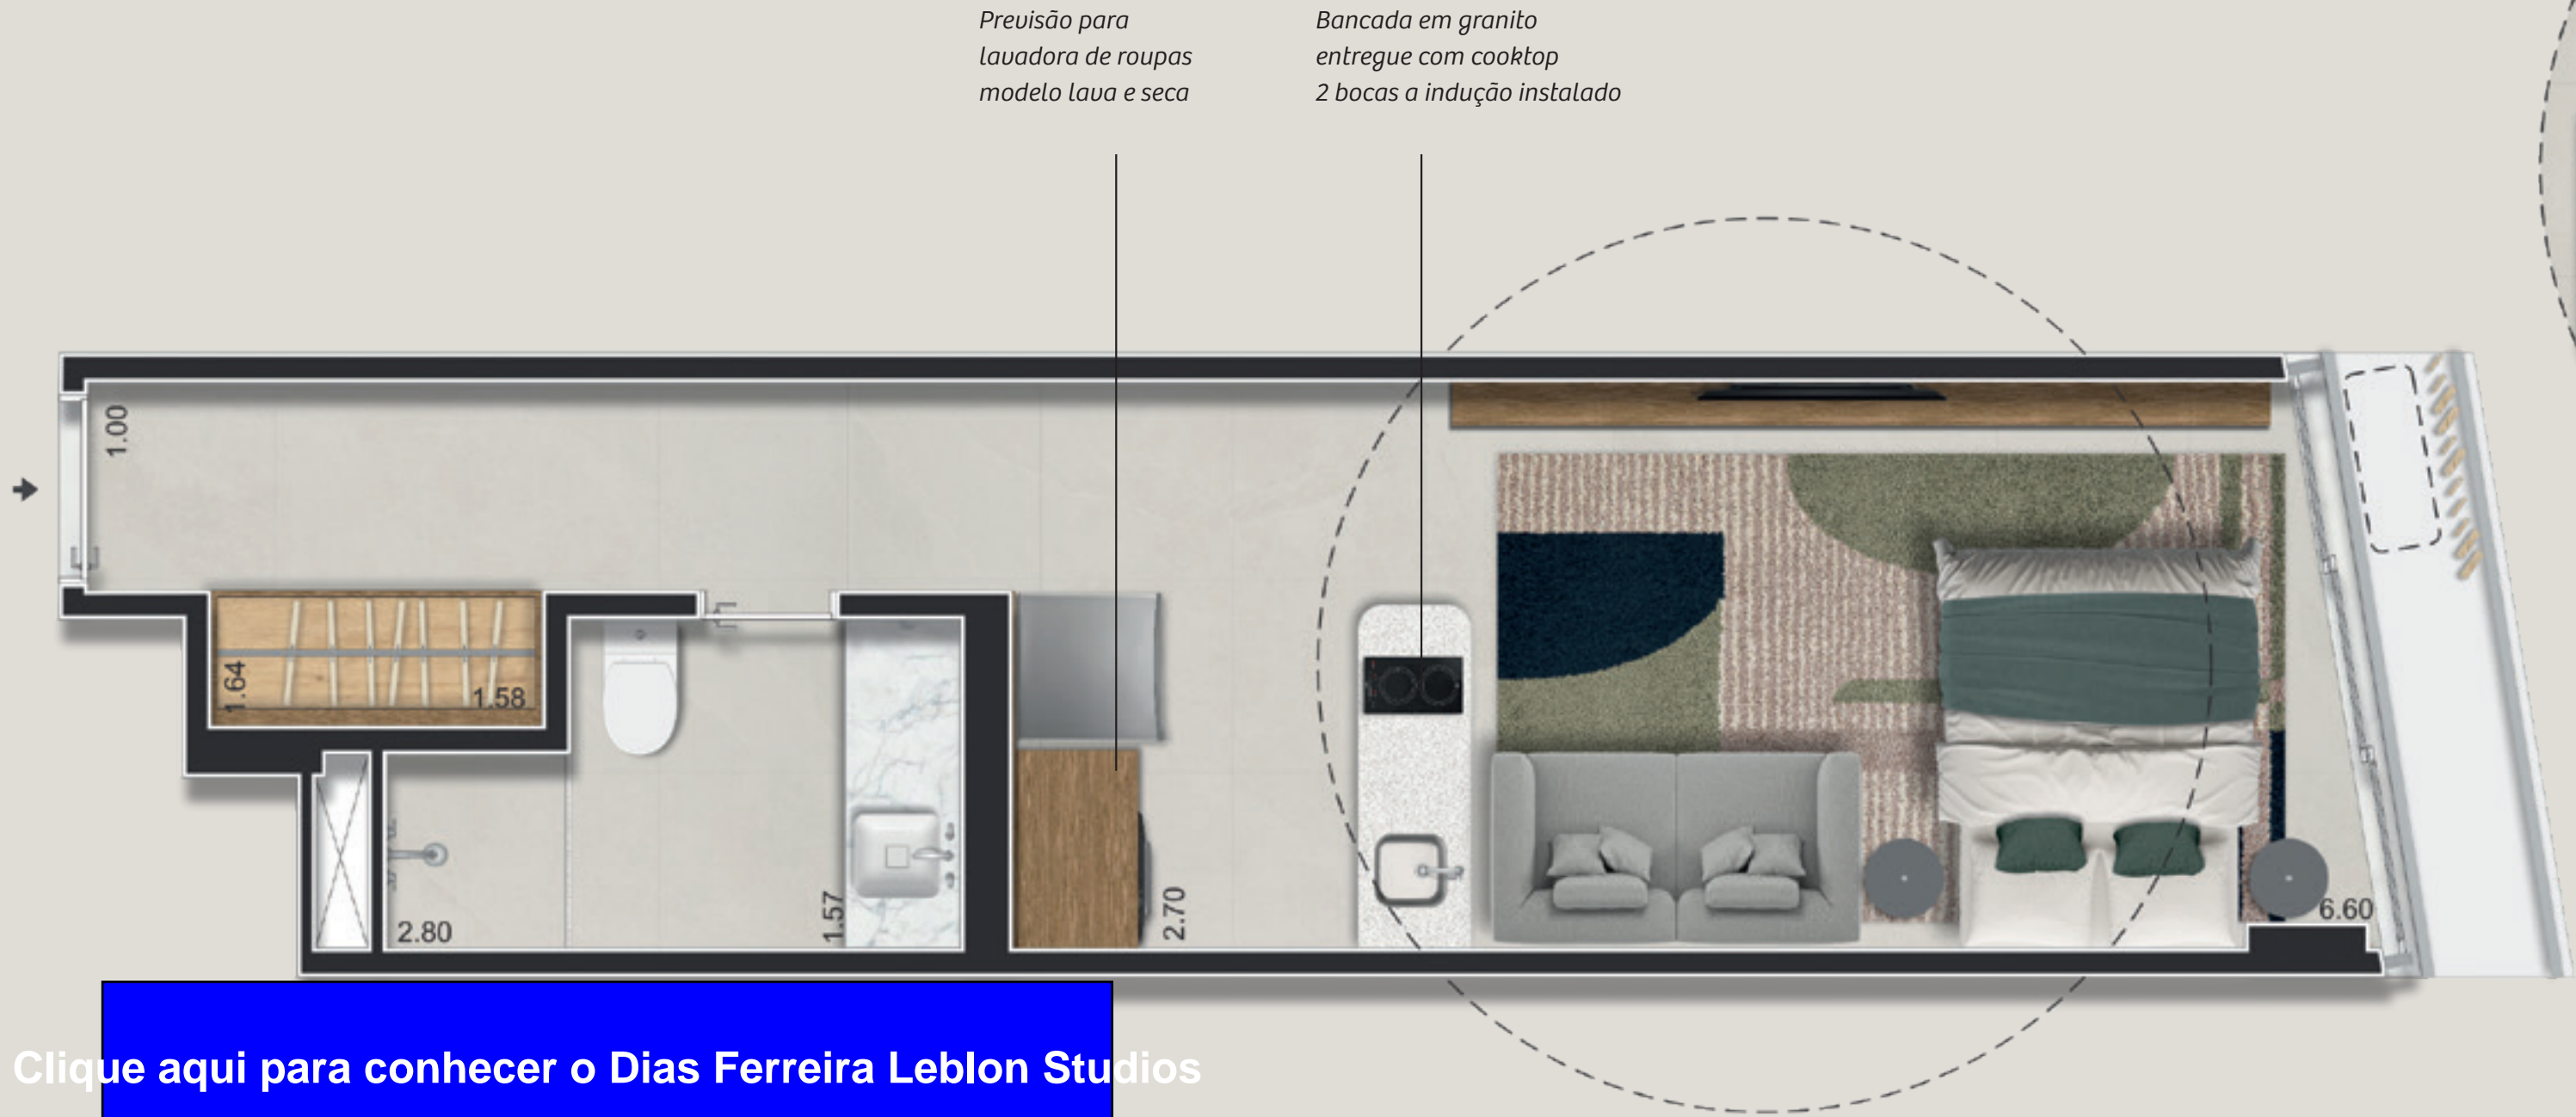 Previsão para
lavadora de roupas
modelo lava e seca
Bancada em granito
entregue com cooktop
2 bocas a indução instalado
1.00
1.64
1.58
2.80
1.57
2.70
6.60
Clique aqui para conhecer o Dias Ferreira Leblon Studios